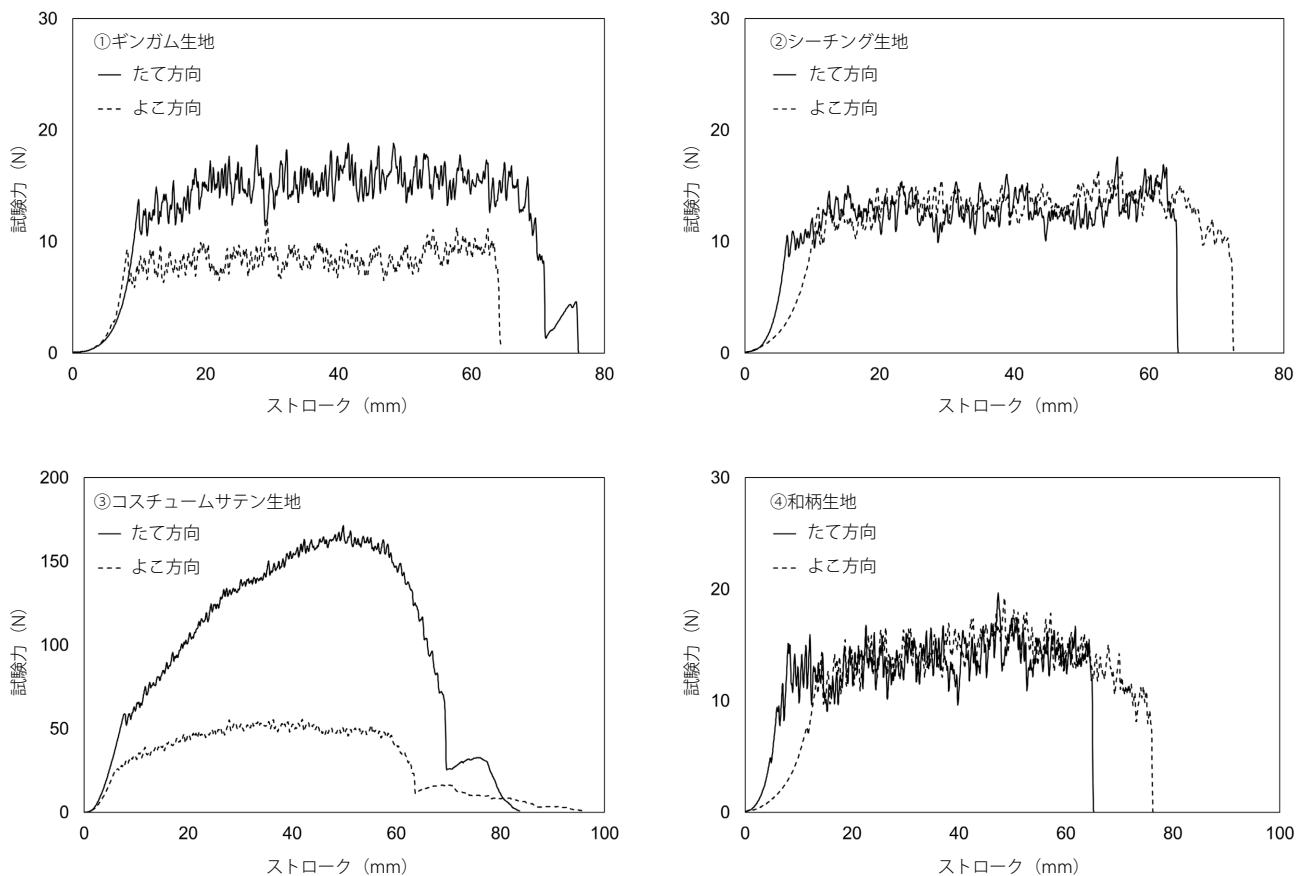 ①ギンガム生地
たて方向
よこ方向
試験力（N）
30
20
10
0
0 20 40 60 80
ストローク（mm）
②シーチング生地
たて方向
よこ方向
試験力（N）
30
20
10
0
0 20 40 60 80
ストローク（mm）
③コスチュームサテン生地
たて方向
よこ方向
試験力（N）
200
150
100
50
0
0 20 40 60 80 100
ストローク（mm）
④和柄生地
たて方向
よこ方向
試験力（N）
30
20
10
0
0 20 40 60 80 100
ストローク（mm）